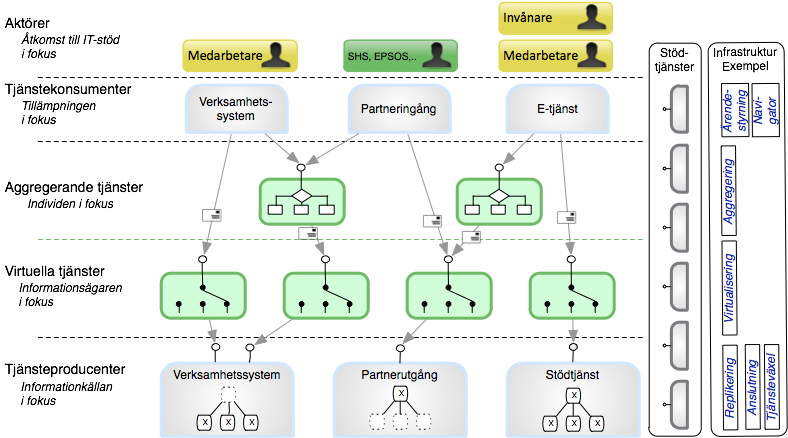 Aktörer
Åtkomst till IT-stöd
i fokus
Medarbetare
SHS, EPSOS,..
Invånare
Medarbetare
Tjänstekonsumenter
Tillämpningen
i fokus
Verksamhets-
system
Partneringång
E-tjänst
Aggregerande tjänster
Individen i fokus
Virtuella tjänster
Informationsägaren
i fokus
Tjänsteproducenter
Informationkällan
i fokus
Verksamhetssystem
X
X
X
Partnerutgång
X
Stödtjänst
X
X
X
X
Stöd-
tjänster
Infrastruktur
Exempel
Ärende-
styrning
Navi-
gator
Aggregering
Virtualisering
Replikering
Anslutning
Tjänsteväxel